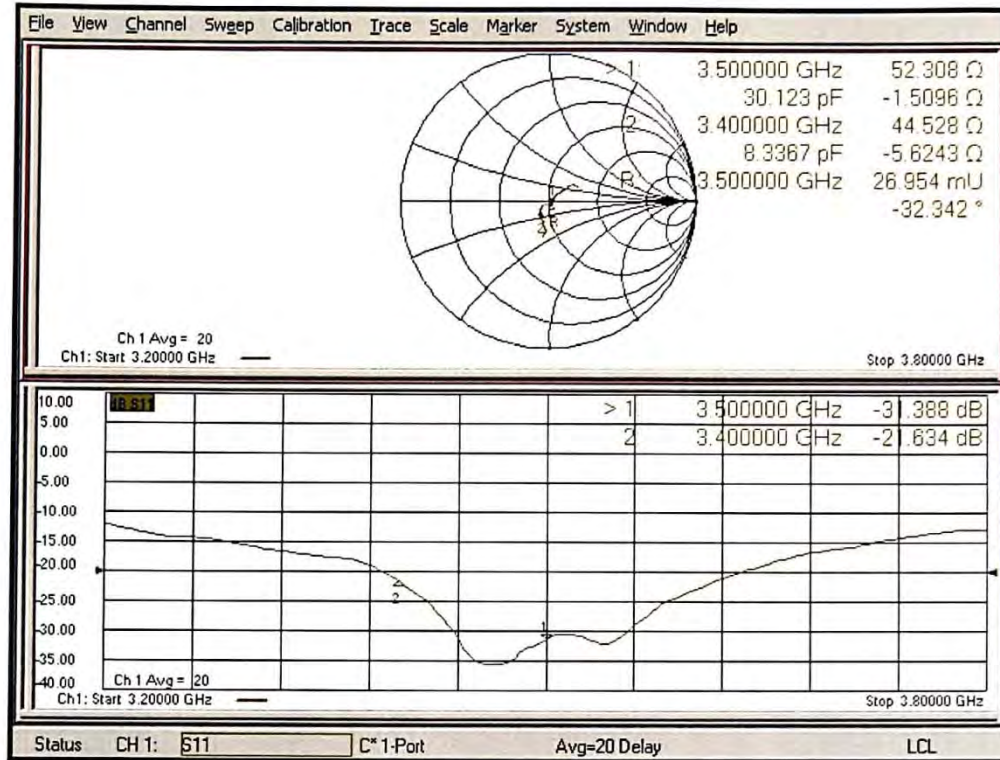 File View Channel Sweep Calibration Trace Scale Marker System Window Help
> 1: 3.500000 GHz 52.308 Ω
30.123 pF -1.5096 Ω
2 3.400000 GHz 44.528 Ω
8.3367 pF -5.6243 Ω
R 3.500000 GHz 26.954 mU
-32.342 °
1
2
R
Ch 1 Avg = 20
Ch1: Start 3.20000 GHz Stop 3.80000 GHz
dB S11
> 1 3.500000 GHz -31.388 dB
2 3.400000 GHz -21.634 dB
10.00
5.00
0.00
-5.00
-10.00
-15.00
-20.00
-25.00
-30.00
-35.00
-40.00
2
1
Ch 1 Avg = 20
Ch1: Start 3.20000 GHz Stop 3.80000 GHz
Status CH 1: S11 C* 1-Port Avg=20 Delay LCL